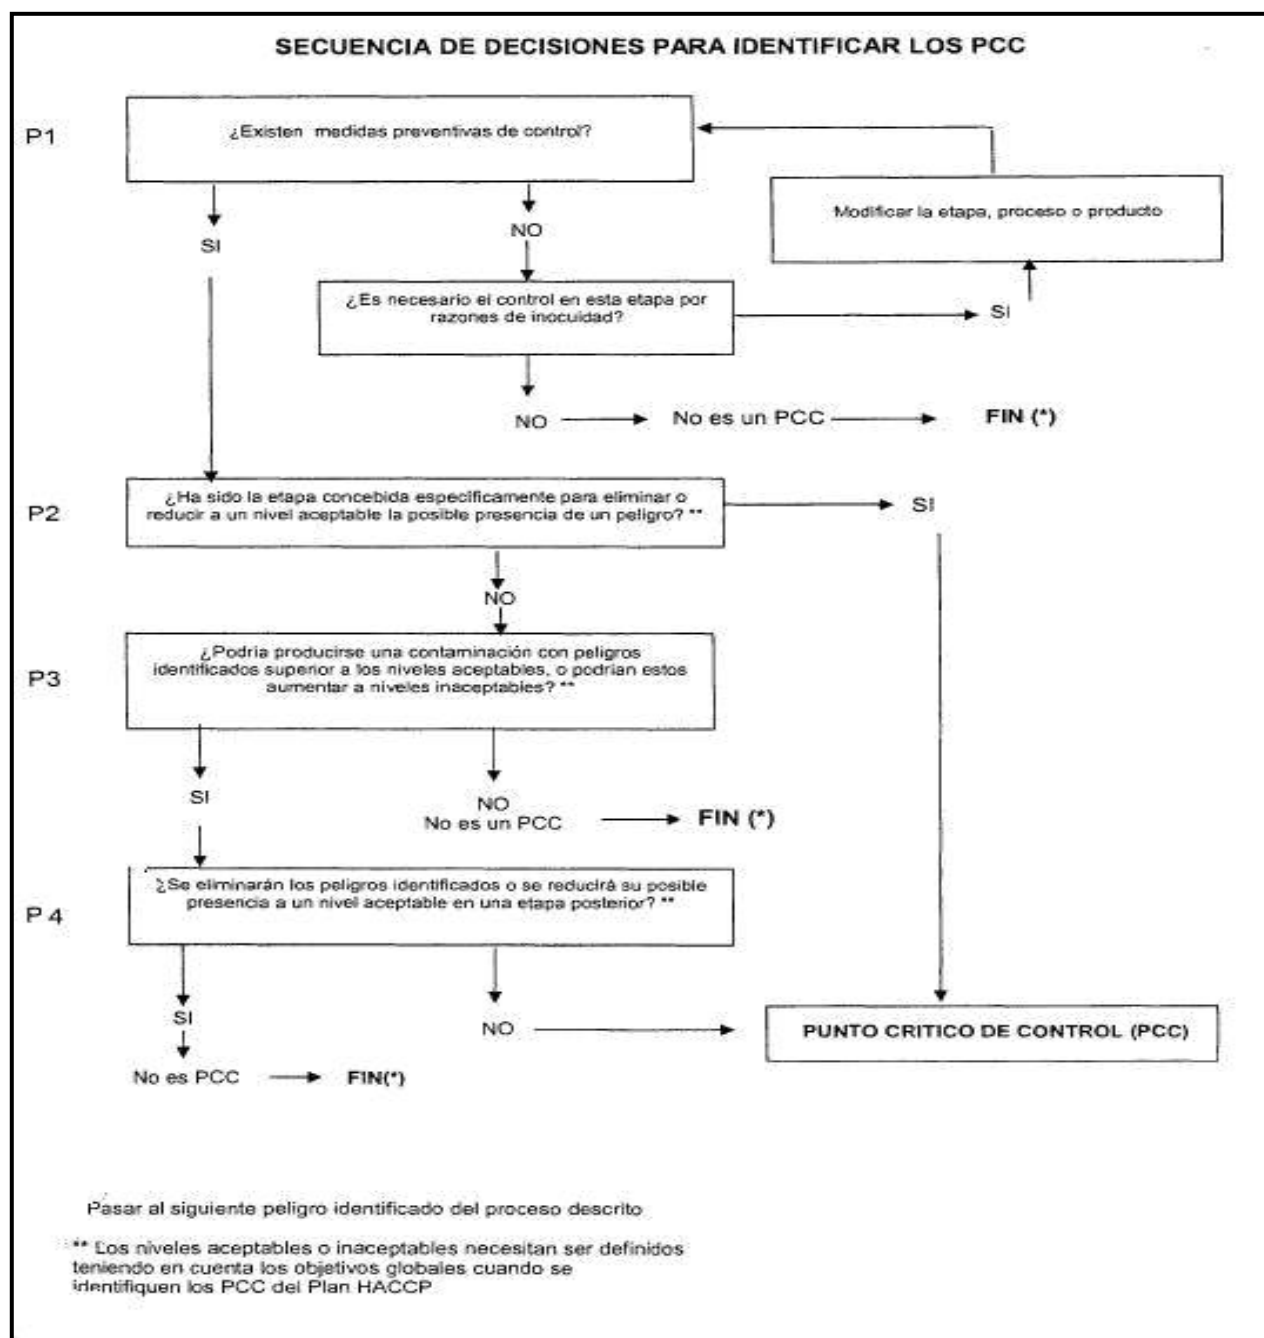 SECUENCIA DE DECISIONES PARA IDENTIFICAR LOS PCC
P1
¿Existen medidas preventivas de control?
Modificar la etapa, proceso o producto
SI
NO
¿Es necesario el control en esta etapa por
razones de inocuidad?
SI
NO
No es un PCC
FIN (*)
P2
¿Ha sido la etapa concebida específicamente para eliminar o
reducir a un nivel aceptable la posible presencia de un peligro? **
SI
NO
P3
¿Podría producirse una contaminación con peligros
identificados superior a los niveles aceptables, o podrían estos
aumentar a niveles inaceptables? **
SI
NO
No es un PCC
FIN (*)
P 4
¿Se eliminarán los peligros identificados o se reducirá su posible
presencia a un nivel aceptable en una etapa posterior? **
SI
NO
PUNTO CRITICO DE CONTROL (PCC)
No es PCC
FIN(*)
Pasar al siguiente peligro identificado del proceso descrito
** Los niveles aceptables o inaceptables necesitan ser definidos
teniendo en cuenta los objetivos globales cuando se
identifiquen los PCC del Plan HACCP